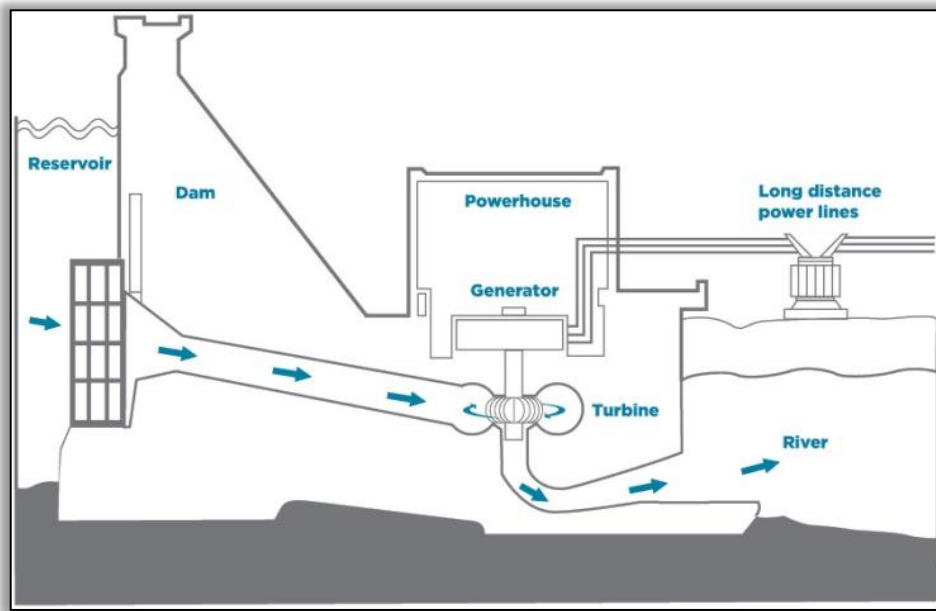 Reservoir
Dam
Powerhouse
Long distance
power lines
Generator
Turbine
River